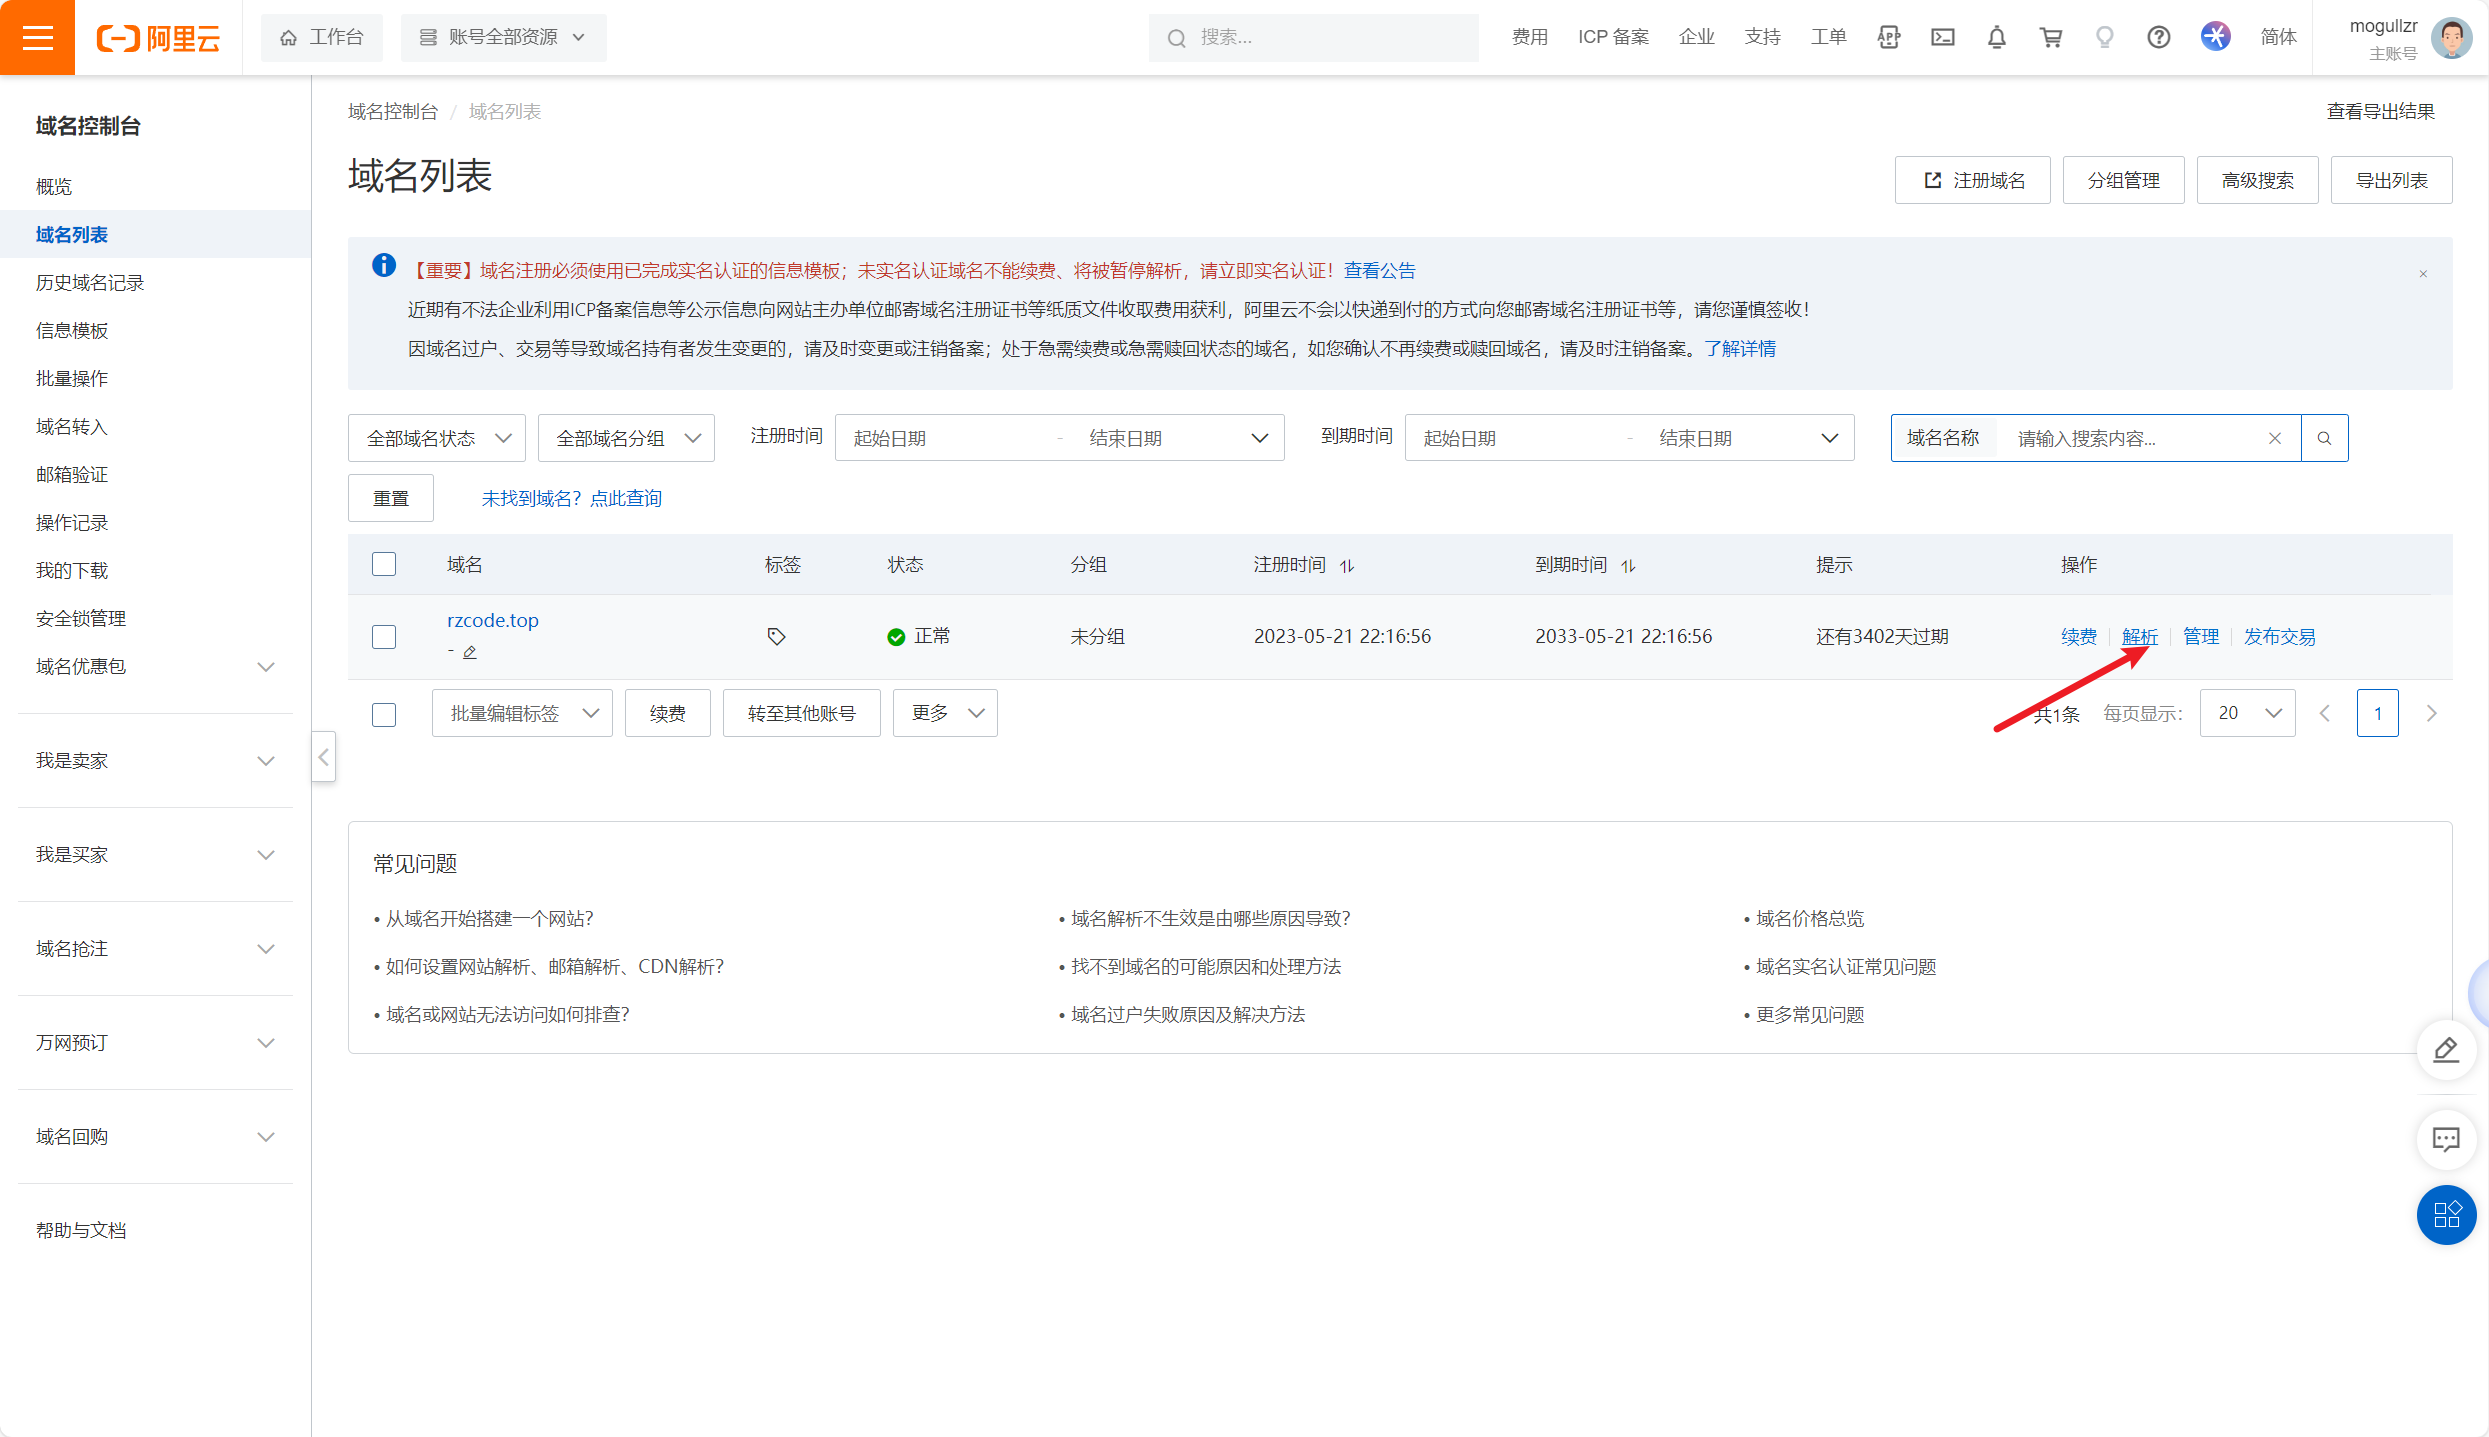 阿里云
工作台
账号全部资源
搜索...
费用
ICP 备案
企业
支持
工单
APP
简体
mogullzr
主账号
域名控制台
概览
域名列表
历史域名记录
信息模板
批量操作
域名转入
邮箱验证
操作记录
我的下载
安全锁管理
域名优惠包
我是卖家
我是买家
域名抢注
万网预订
域名回购
帮助与文档
域名控制台 / 域名列表
查看导出结果
域名列表
注册域名
分组管理
高级搜索
导出列表
【重要】域名注册必须使用已完成实名认证的信息模板；未实名认证域名不能续费、将被暂停解析，请立即实名认证！查看公告
近期有不法企业利用ICP备案信息等公示信息向网站主办单位邮寄域名注册证书等纸质文件收取费用获利，阿里云不会以快递到付的方式向您邮寄域名注册证书等，请您谨慎签收！
因域名过户、交易等导致域名持有者发生变更的，请及时变更或注销备案；处于急需续费或急需赎回状态的域名，如您确认不再续费或赎回域名，请及时注销备案。了解详情
全部域名状态
全部域名分组
注册时间
起始日期 - 结束日期
到期时间
起始日期 - 结束日期
域名名称
请输入搜索内容...
重置
未找到域名？点此查询
域名 标签 状态 分组 注册时间 到期时间 提示 操作
rzcode.top
-
正常 未分组 2023-05-21 22:16:56 2033-05-21 22:16:56 还有3402天过期 续费 解析 管理 发布交易
批量编辑标签
续费
转至其他账号
更多
共1条
每页显示：
20
1
常见问题
• 从域名开始搭建一个网站？
• 域名解析不生效是由哪些原因导致？
• 域名价格总览
• 如何设置网站解析、邮箱解析、CDN解析？
• 找不到域名的可能原因和处理方法
• 域名实名认证常见问题
• 域名或网站无法访问如何排查？
• 域名过户失败原因及解决方法
• 更多常见问题